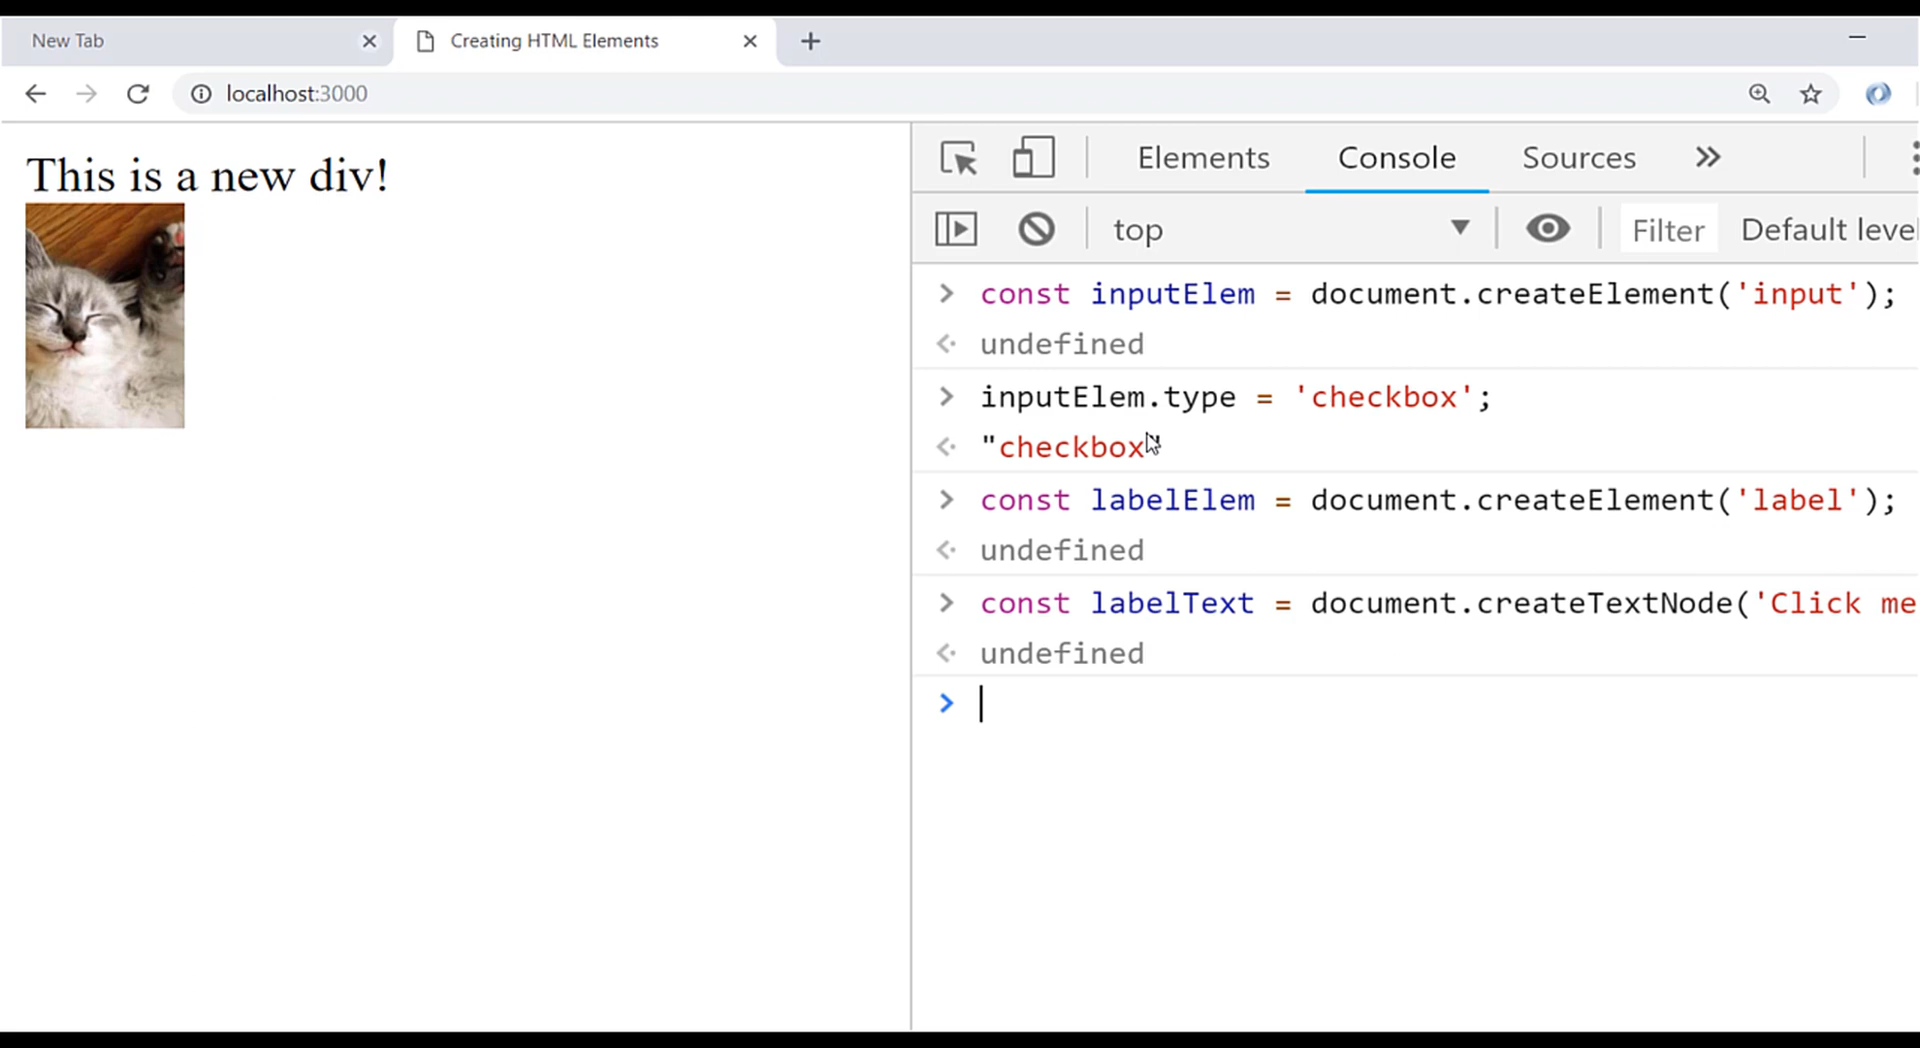 New Tab
Creating HTML Elements
localhost:3000
This is a new div!
Elements Console Sources
top Filter Default leve
const inputElem = document.createElement('input');
undefined
inputElem.type = 'checkbox';
"checkbox"
const labelElem = document.createElement('label');
undefined
const labelText = document.createTextNode('Click me
undefined